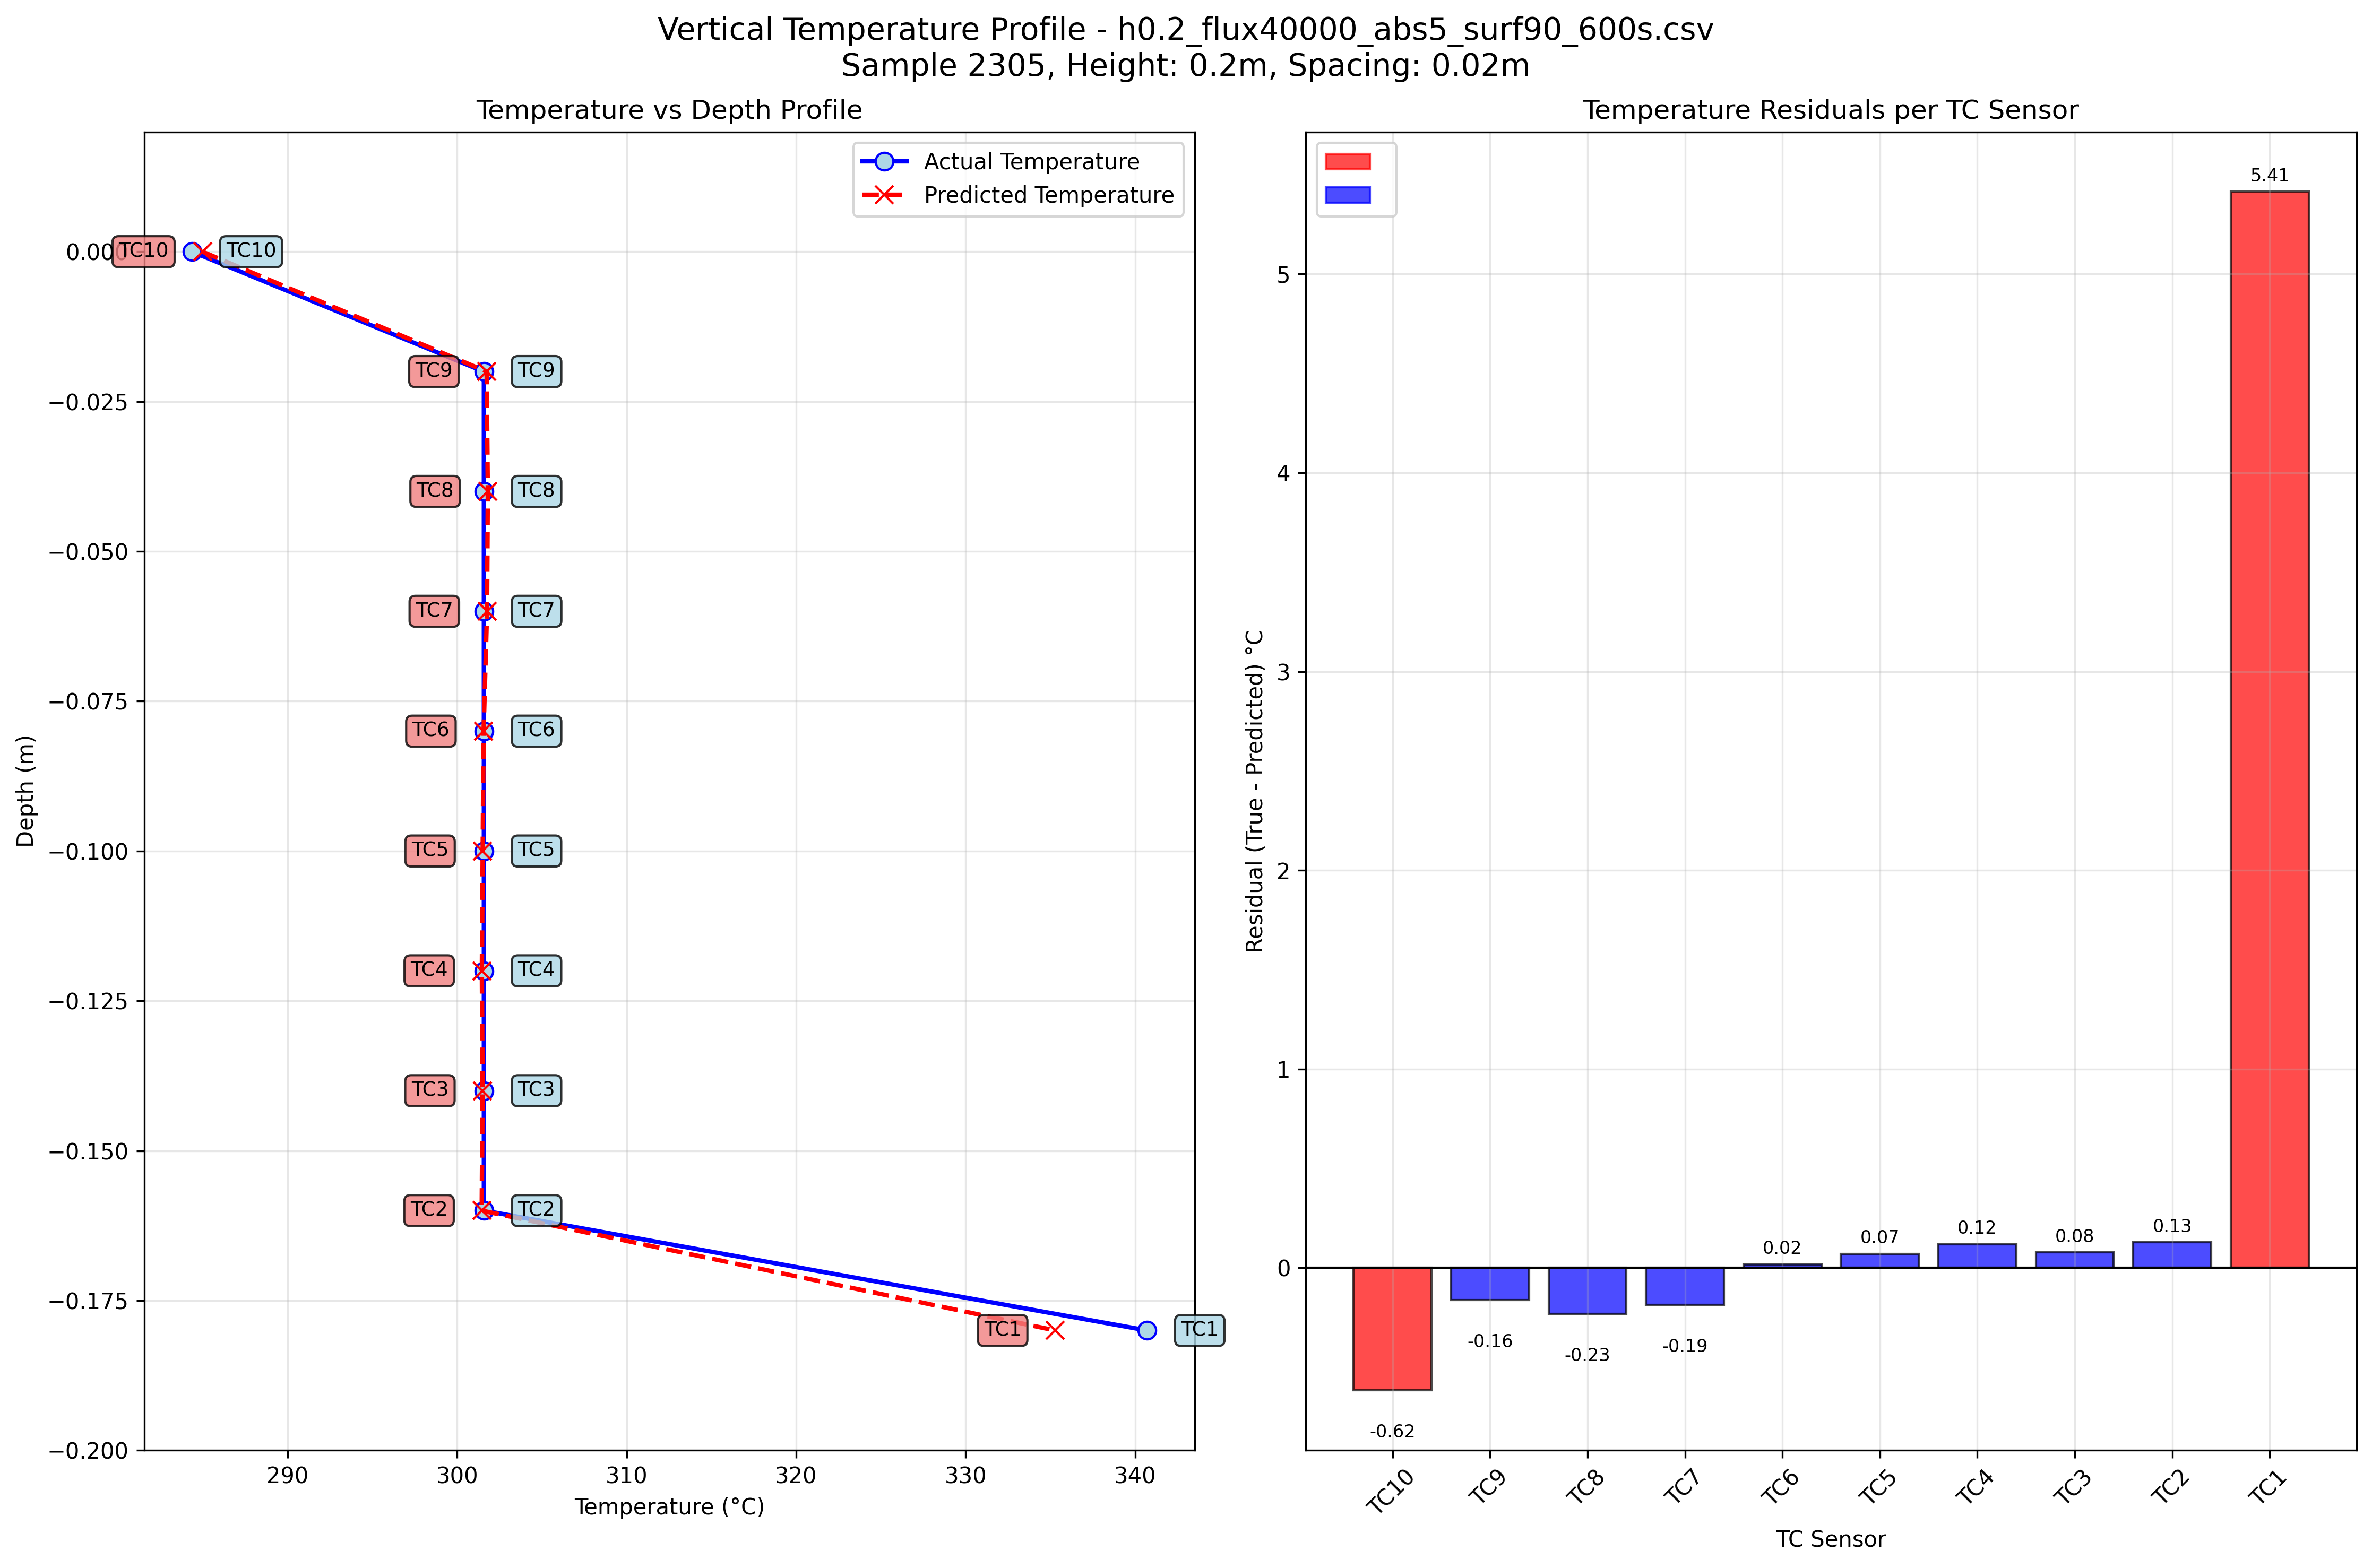 Vertical Temperature Profile - h0.2_flux40000_abs5_surf90_600s.csv
Sample 2305, Height: 0.2m, Spacing: 0.02m
Temperature vs Depth Profile
Actual Temperature
Predicted Temperature
0.000
−0.025
−0.050
−0.075
−0.100
−0.125
−0.150
−0.175
−0.200
Depth (m)
TC10 TC10
TC9 TC9
TC8 TC8
TC7 TC7
TC6 TC6
TC5 TC5
TC4 TC4
TC3 TC3
TC2 TC2
TC1 TC1
290 300 310 320 330 340
Temperature (°C)
Temperature Residuals per TC Sensor
5
4
3
2
1
0
Residual (True - Predicted) °C
-0.62
-0.16
-0.23
-0.19
0.02
0.07
0.12
0.08
0.13
5.41
TC10 TC9 TC8 TC7 TC6 TC5 TC4 TC3 TC2 TC1
TC Sensor